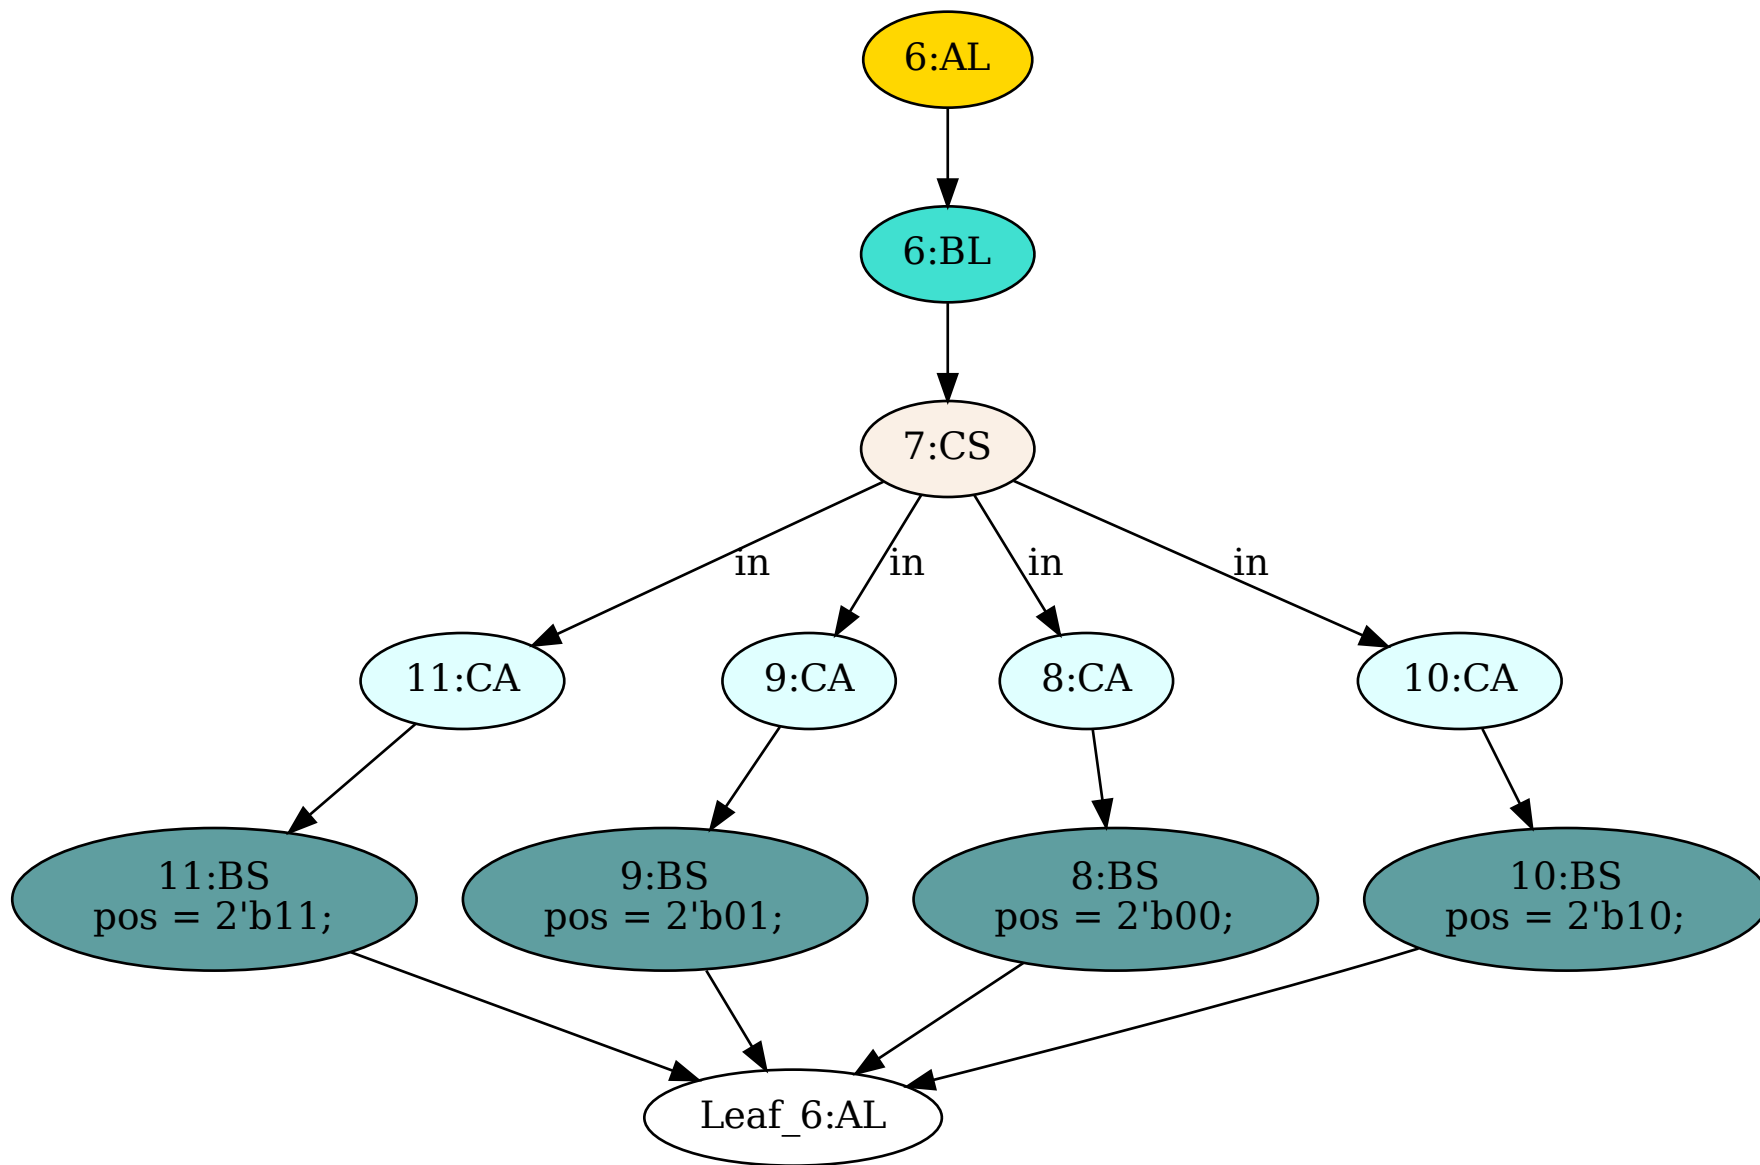 6:AL
6:BL
7:CS
in
in
in
in
11:CA
9:CA
8:CA
10:CA
11:BS
pos = 2'b11;
9:BS
pos = 2'b01;
8:BS
pos = 2'b00;
10:BS
pos = 2'b10;
Leaf_6:AL